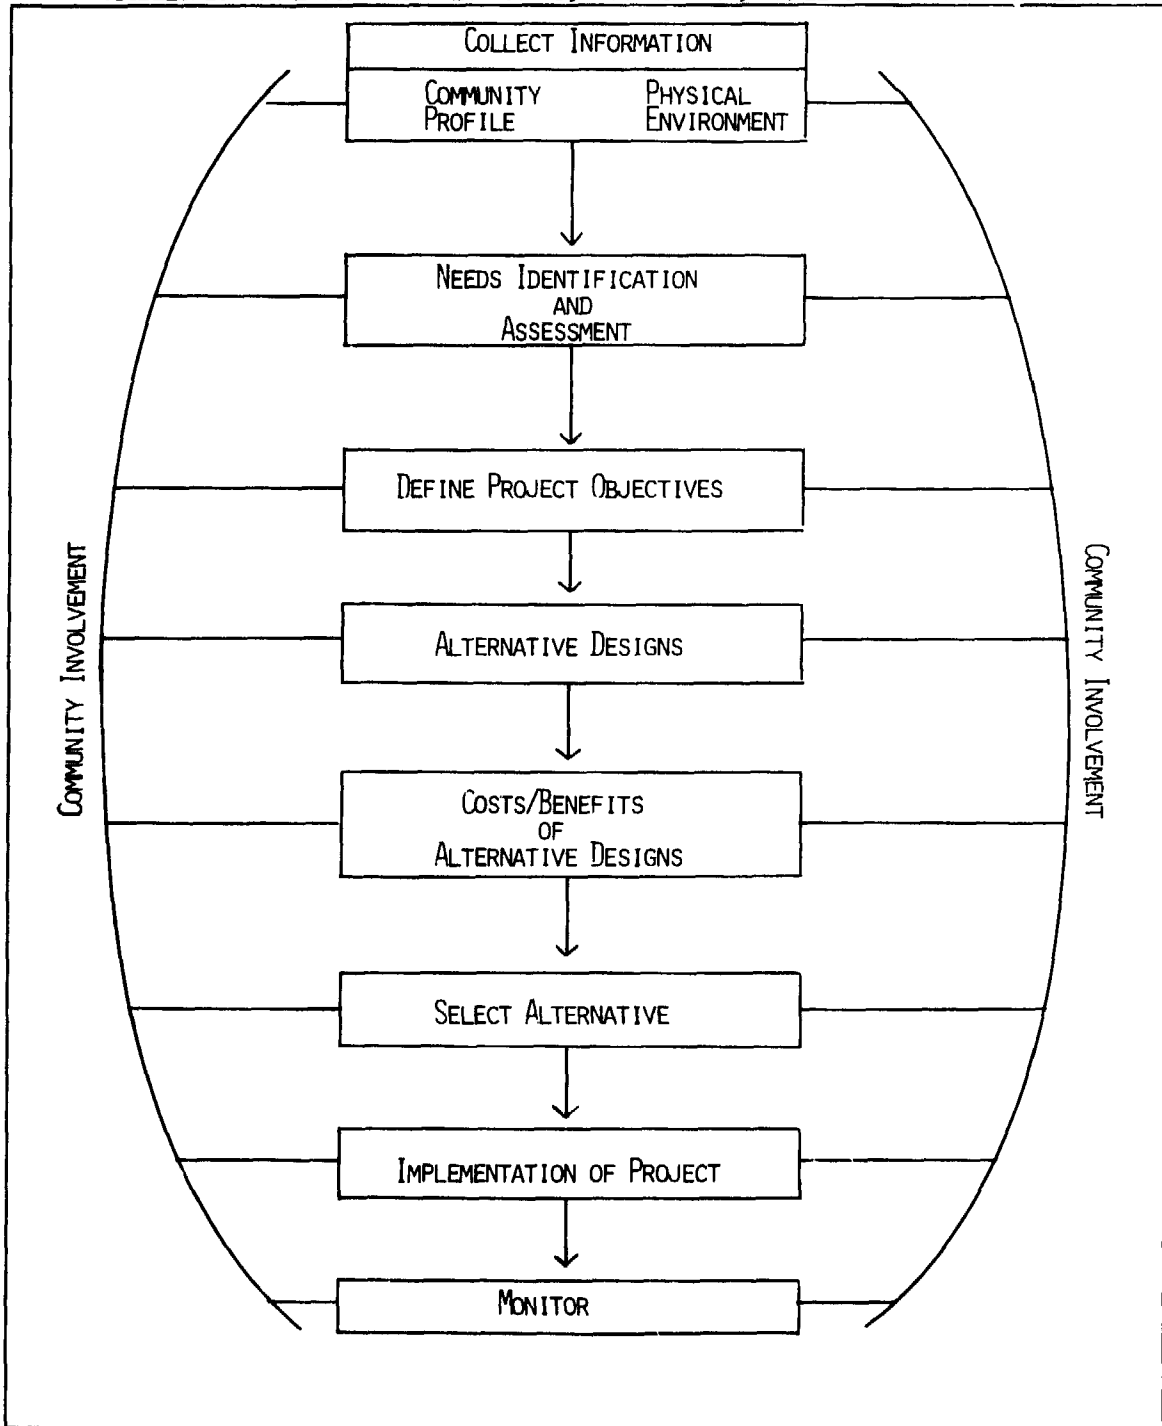 COLLECT INFORMATION
COMMUNITY PROFILE
PHYSICAL ENVIRONMENT
NEEDS IDENTIFICATION
AND
ASSESSMENT
DEFINE PROJECT OBJECTIVES
COMMUNITY INVOLVEMENT
COMMUNITY INVOLVEMENT
ALTERNATIVE DESIGNS
COSTS/BENEFITS
OF
ALTERNATIVE DESIGNS
SELECT ALTERNATIVE
IMPLEMENTATION OF PROJECT
MONITOR